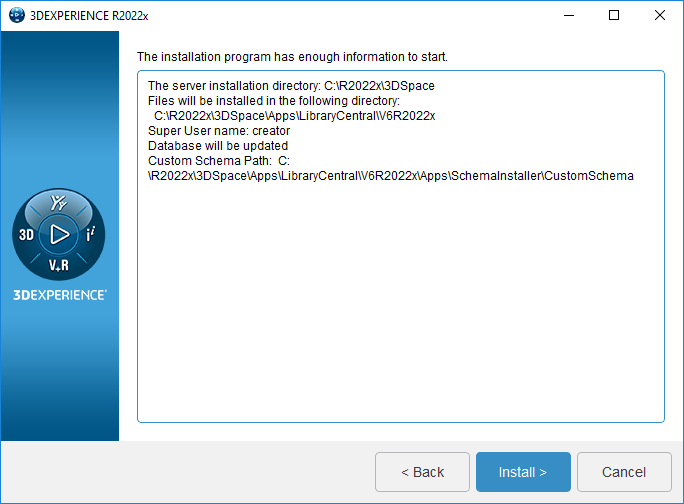 3DEXPERIENCE R2022x
The installation program has enough information to start.
The server installation directory: C:\R2022x\3DSpace
Files will be installed in the following directory:
C:\R2022x\3DSpace\Apps\LibraryCentral\V6R2022x
Super User name: creator
Database will be updated
Custom Schema Path:  C:
\R2022x\3DSpace\Apps\LibraryCentral\V6R2022x\Apps\SchemaInstaller\CustomSchema
3D
i²
V+R
3DEXPERIENCE
< Back
Install >
Cancel